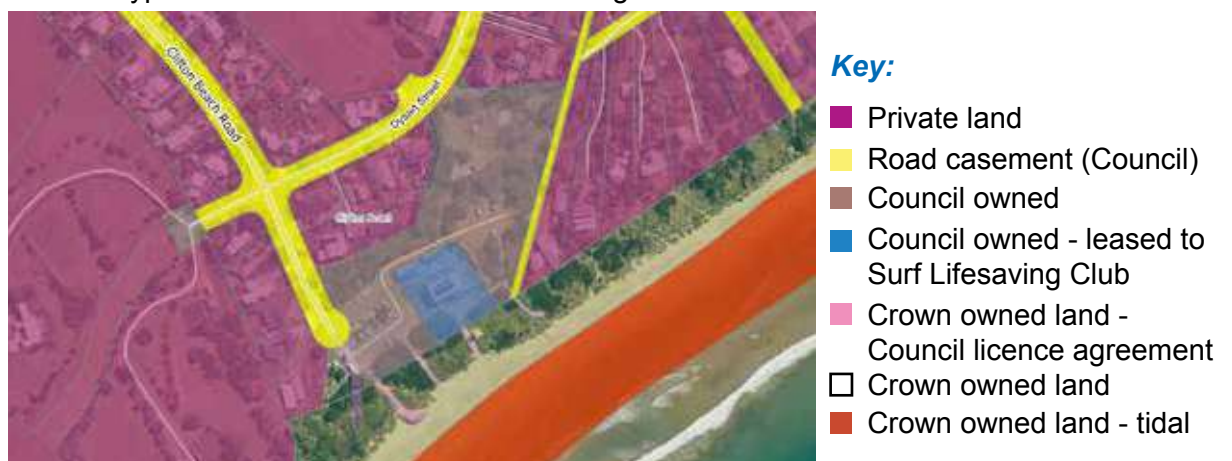 Clifton Beach Road
Osprey Street
Key:
Private land
Road casement (Council)
Council owned
Council owned - leased to
Surf Lifesaving Club
Crown owned land -
Council licence agreement
Crown owned land
Crown owned land - tidal